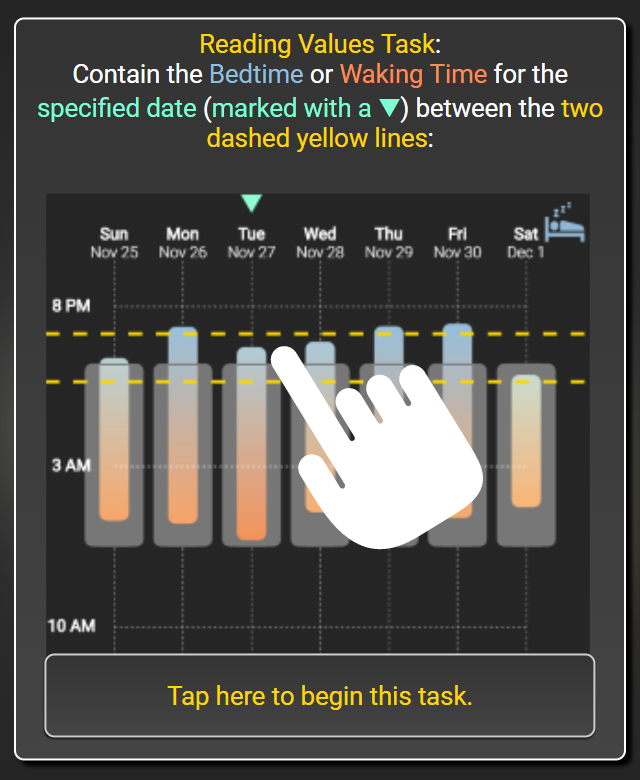 Reading Values Task:
Contain the Bedtime or Waking Time for the
specified date (marked with a ▼) between the two
dashed yellow lines:
z z z
Sun Mon Tue Wed Thu Fri Sat
Nov 25 Nov 26 Nov 27 Nov 28 Nov 29 Nov 30 Dec 1
8 PM
3 AM
10 AM
Tap here to begin this task.